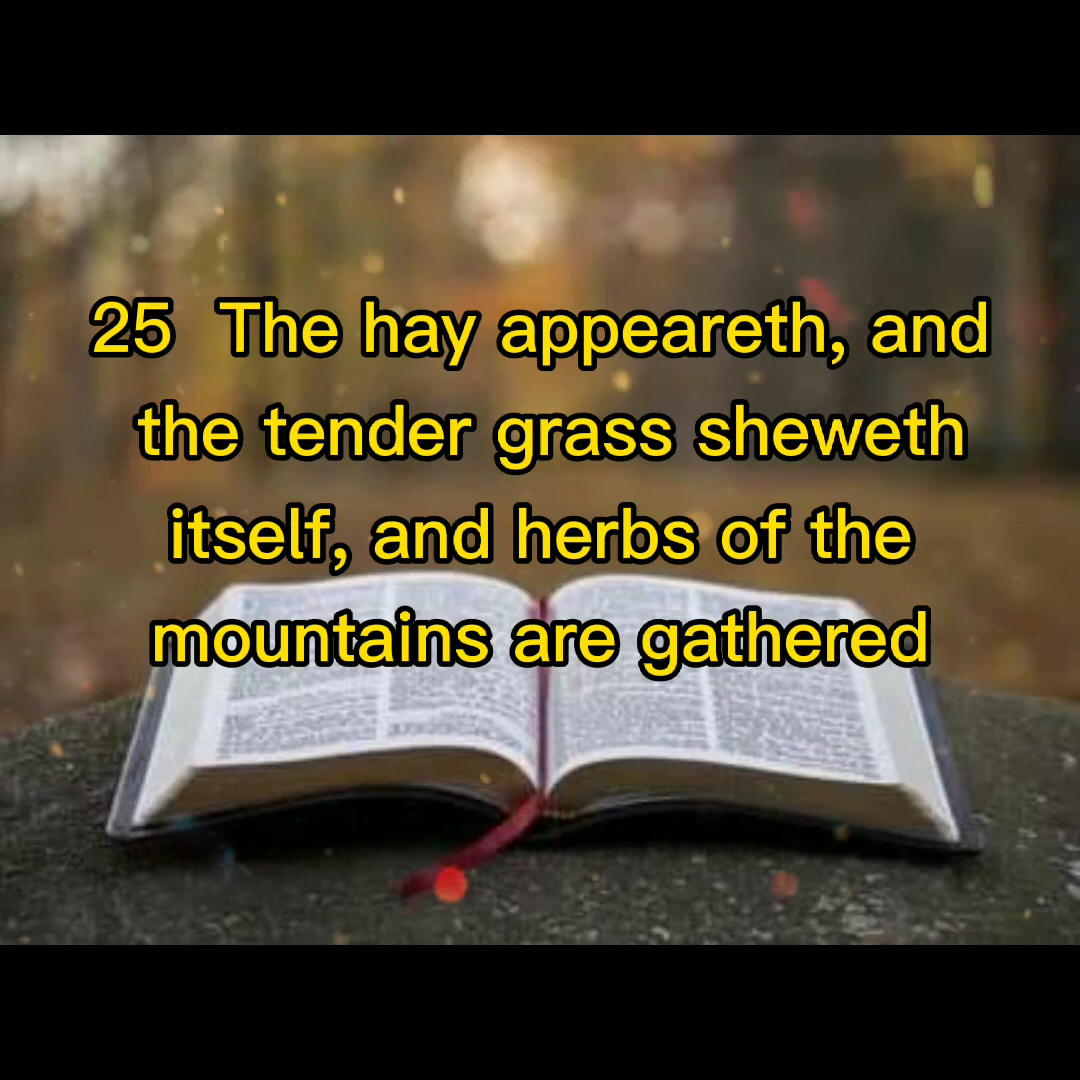 25 The hay appeareth, and
the tender grass sheweth
itself, and herbs of the
mountains are gathered